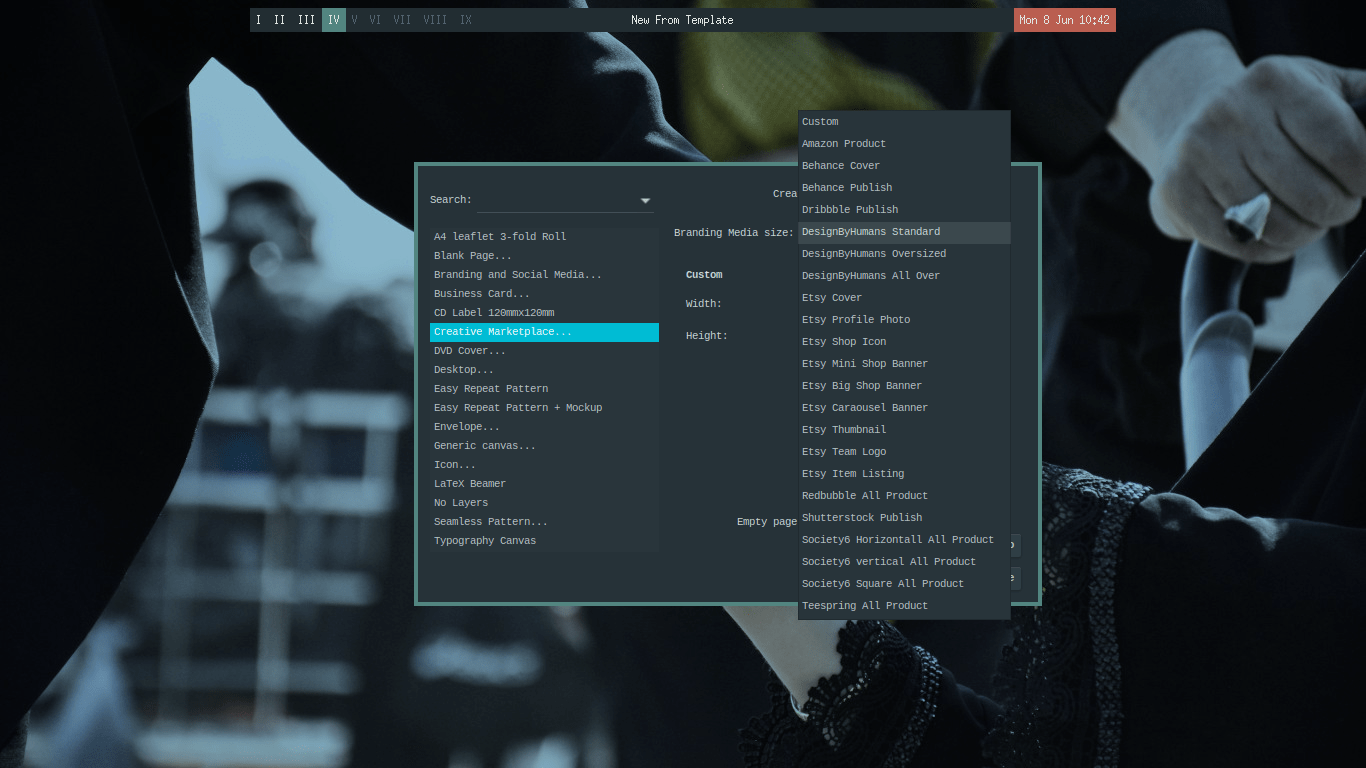 I II III IV V VI VII VIII IX
New From Template
Mon 8 Jun 10:42
Search:
A4 leaflet 3-fold Roll
Blank Page...
Branding and Social Media...
Business Card...
CD Label 120mmx120mm
Creative Marketplace...
DVD Cover...
Desktop...
Easy Repeat Pattern
Easy Repeat Pattern + Mockup
Envelope...
Generic canvas...
Icon...
LaTeX Beamer
No Layers
Seamless Pattern...
Typography Canvas
Crea
Branding Media size:
Custom
Width:
Height:
Empty page
Custom
Amazon Product
Behance Cover
Behance Publish
Dribbble Publish
DesignByHumans Standard
DesignByHumans Oversized
DesignByHumans All Over
Etsy Cover
Etsy Profile Photo
Etsy Shop Icon
Etsy Mini Shop Banner
Etsy Big Shop Banner
Etsy Caraousel Banner
Etsy Thumbnail
Etsy Team Logo
Etsy Item Listing
Redbubble All Product
Shutterstock Publish
Society6 Horizontall All Product
Society6 vertical All Product
Society6 Square All Product
Teespring All Product